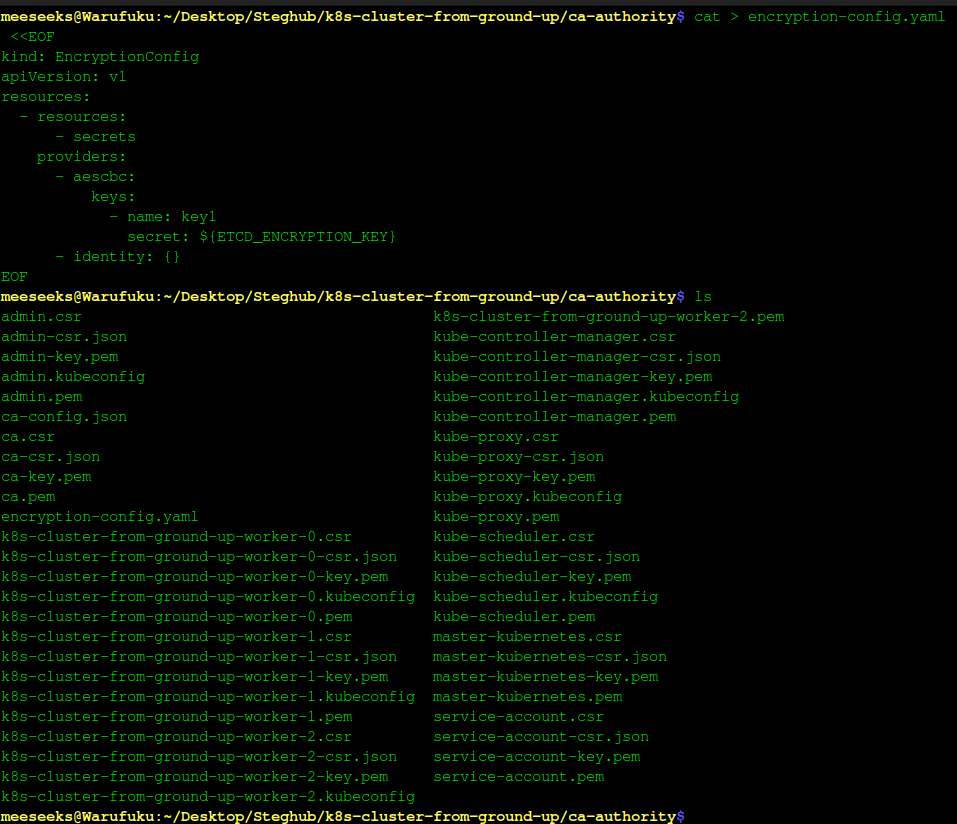 meeseeks@Warufuku:~/Desktop/Steghub/k8s-cluster-from-ground-up/ca-authority$ cat > encryption-config.yaml
 <<EOF
kind: EncryptionConfig
apiVersion: v1
resources:
  - resources:
      - secrets
    providers:
      - aescbc:
          keys:
            - name: key1
              secret: ${ETCD_ENCRYPTION_KEY}
      - identity: {}
EOF
meeseeks@Warufuku:~/Desktop/Steghub/k8s-cluster-from-ground-up/ca-authority$ ls
admin.csr                                       k8s-cluster-from-ground-up-worker-2.pem
admin-csr.json                                  kube-controller-manager.csr
admin-key.pem                                   kube-controller-manager-csr.json
admin.kubeconfig                                kube-controller-manager-key.pem
admin.pem                                       kube-controller-manager.kubeconfig
ca-config.json                                  kube-controller-manager.pem
ca.csr                                          kube-proxy.csr
ca-csr.json                                     kube-proxy-csr.json
ca-key.pem                                      kube-proxy-key.pem
ca.pem                                          kube-proxy.kubeconfig
encryption-config.yaml                          kube-proxy.pem
k8s-cluster-from-ground-up-worker-0.csr         kube-scheduler.csr
k8s-cluster-from-ground-up-worker-0-csr.json    kube-scheduler-csr.json
k8s-cluster-from-ground-up-worker-0-key.pem     kube-scheduler-key.pem
k8s-cluster-from-ground-up-worker-0.kubeconfig  kube-scheduler.kubeconfig
k8s-cluster-from-ground-up-worker-0.pem         kube-scheduler.pem
k8s-cluster-from-ground-up-worker-1.csr         master-kubernetes.csr
k8s-cluster-from-ground-up-worker-1-csr.json    master-kubernetes-csr.json
k8s-cluster-from-ground-up-worker-1-key.pem     master-kubernetes-key.pem
k8s-cluster-from-ground-up-worker-1.kubeconfig  master-kubernetes.pem
k8s-cluster-from-ground-up-worker-1.pem         service-account.csr
k8s-cluster-from-ground-up-worker-2.csr         service-account-csr.json
k8s-cluster-from-ground-up-worker-2-csr.json    service-account-key.pem
k8s-cluster-from-ground-up-worker-2-key.pem     service-account.pem
k8s-cluster-from-ground-up-worker-2.kubeconfig
meeseeks@Warufuku:~/Desktop/Steghub/k8s-cluster-from-ground-up/ca-authority$